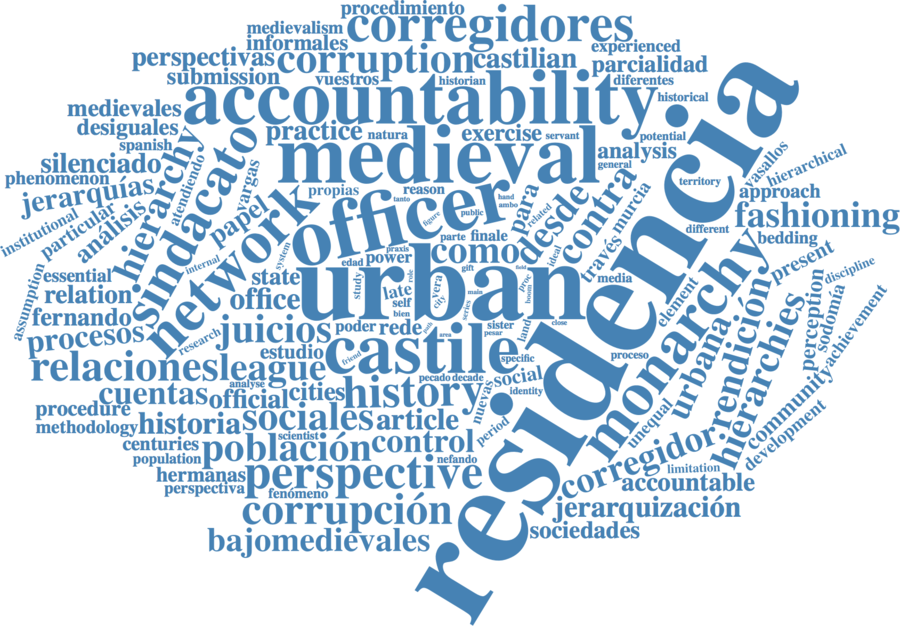 procedimiento
medievalism
corregidores
informales
perspectivas
corruption
castilian
experienced
parcialidad
submission
vuestros
historian
diferentes
medievales
accountability
historical
desiguales
practice
natura
exercise
servant
potential
spanish
medieval
analysis
silenciado
hierarchy
sindacato
vargas
general
residencia
phenomenon
atendiendo
propias
reason
para
contra
territory
vasallos
hierarchical
jerarquías
papel
network
officer
tanto
hand
ambo
related
desde
approach
institutional
particular
análisis
figure
public
ideal
través
murcia
different
fashioning
internal
system
praxis
parte
finale
como
bedding
assumption
essential
state
edad
power
urban
media
monarchy
present
discipline
relation
office
study
late
role
vera
gift
field
proc
element
perception
sodomía
fernando
self
city
main
boom
series
rendición
achievement
procesos
research
juicios
bien
poder
rede
país
sister
land
close
urbana
hierarchies
estudio
friend
area
castile
pesar
specific
proceso
relaciones
league
pecado
decade
nuevas
social
identity
unequal
community
cuentas
analyse
official
cities
history
procedure
methodology
historia
sociales
article
period
corregidor
development
centuries
scientist
población
control
population
nefando
limitation
hermanas
perspective
accountable
perspectiva
fenómeno
corrupción
jerarquización
bajomedievales
sociedades